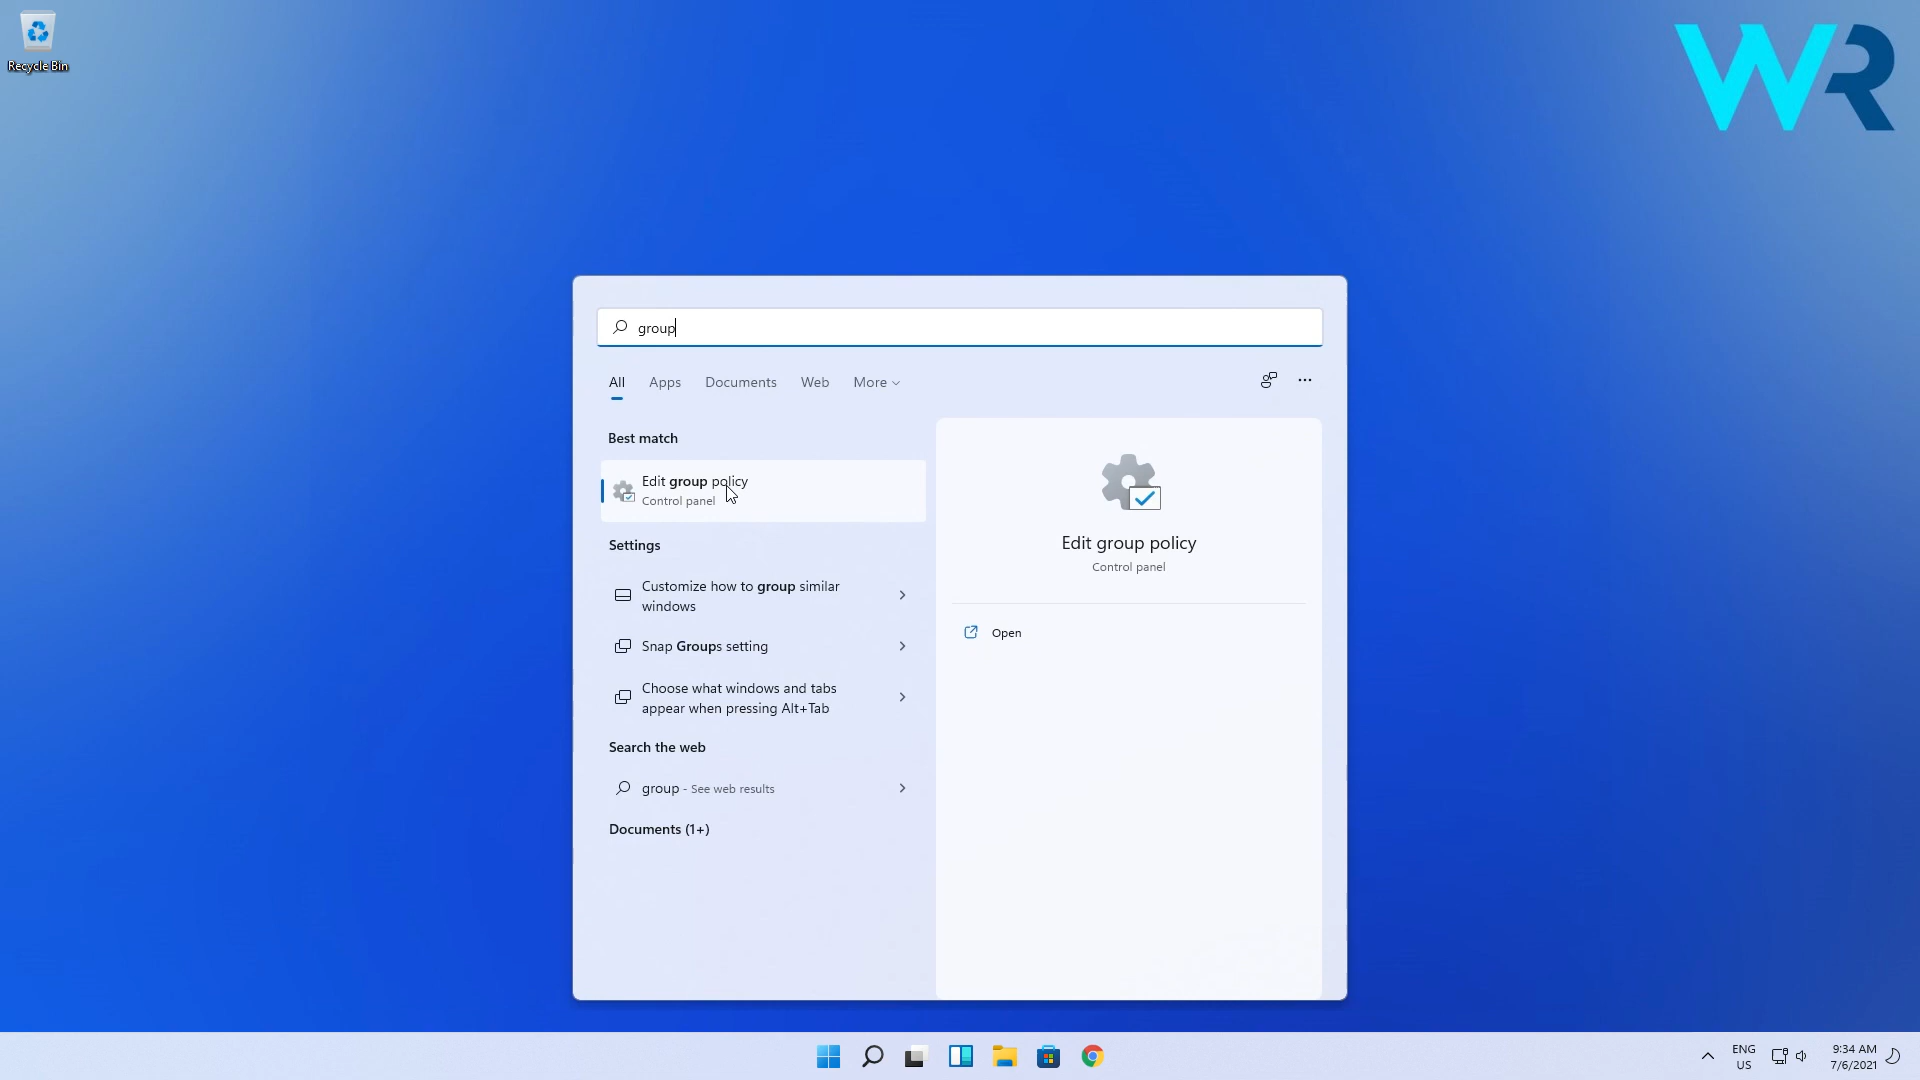 Recycle Bin
WR
group
All Apps Documents Web More
Best match
Edit group policy
Control panel
Settings
Customize how to group similar
windows
Snap Groups setting
Choose what windows and tabs
appear when pressing Alt+Tab
Search the web
group - See web results
Documents (1+)
Edit group policy
Control panel
Open
ENG
US
9:34 AM
7/6/2021